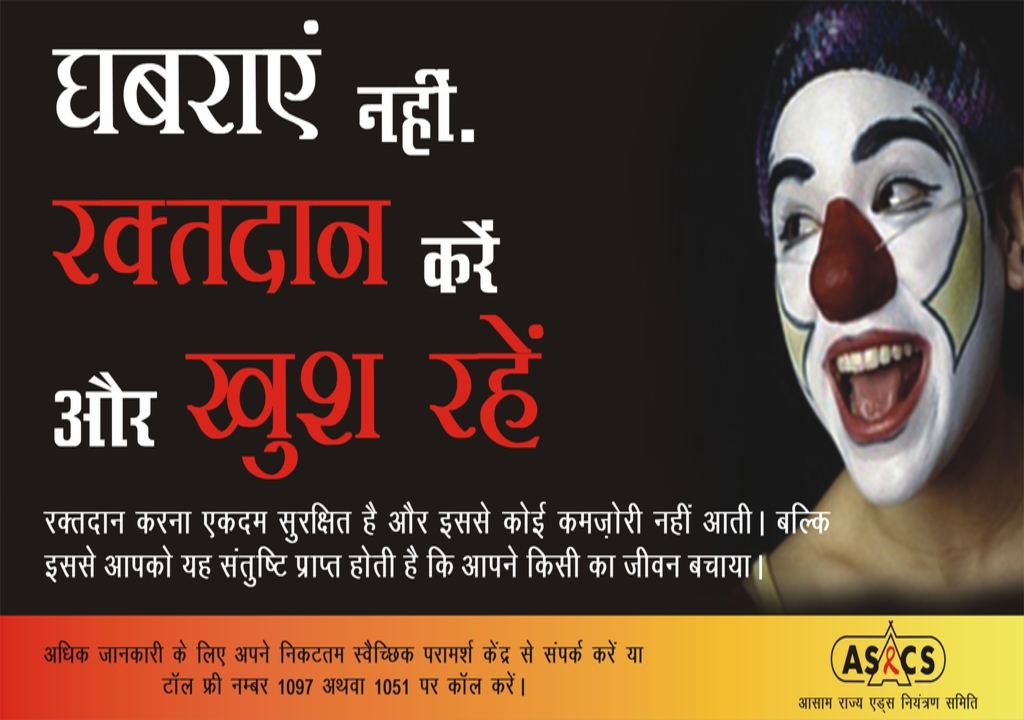 घबराएं नहीं.
रक्तदान करें
और खुश रहें
रक्तदान करना एकदम सुरक्षित है और इससे कोई कमज़ोरी नहीं आती। बल्कि
इससे आपको यह संतुष्टि प्राप्त होती है कि आपने किसी का जीवन बचाया।
अधिक जानकारी के लिए अपने निकटतम स्वैच्छिक परामर्श केंद्र से संपर्क करें या
टॉल फ्री नम्बर 1097 अथवा 1051 पर कॉल करें।
ASACS
आसाम राज्य एड्स नियंत्रण समिति